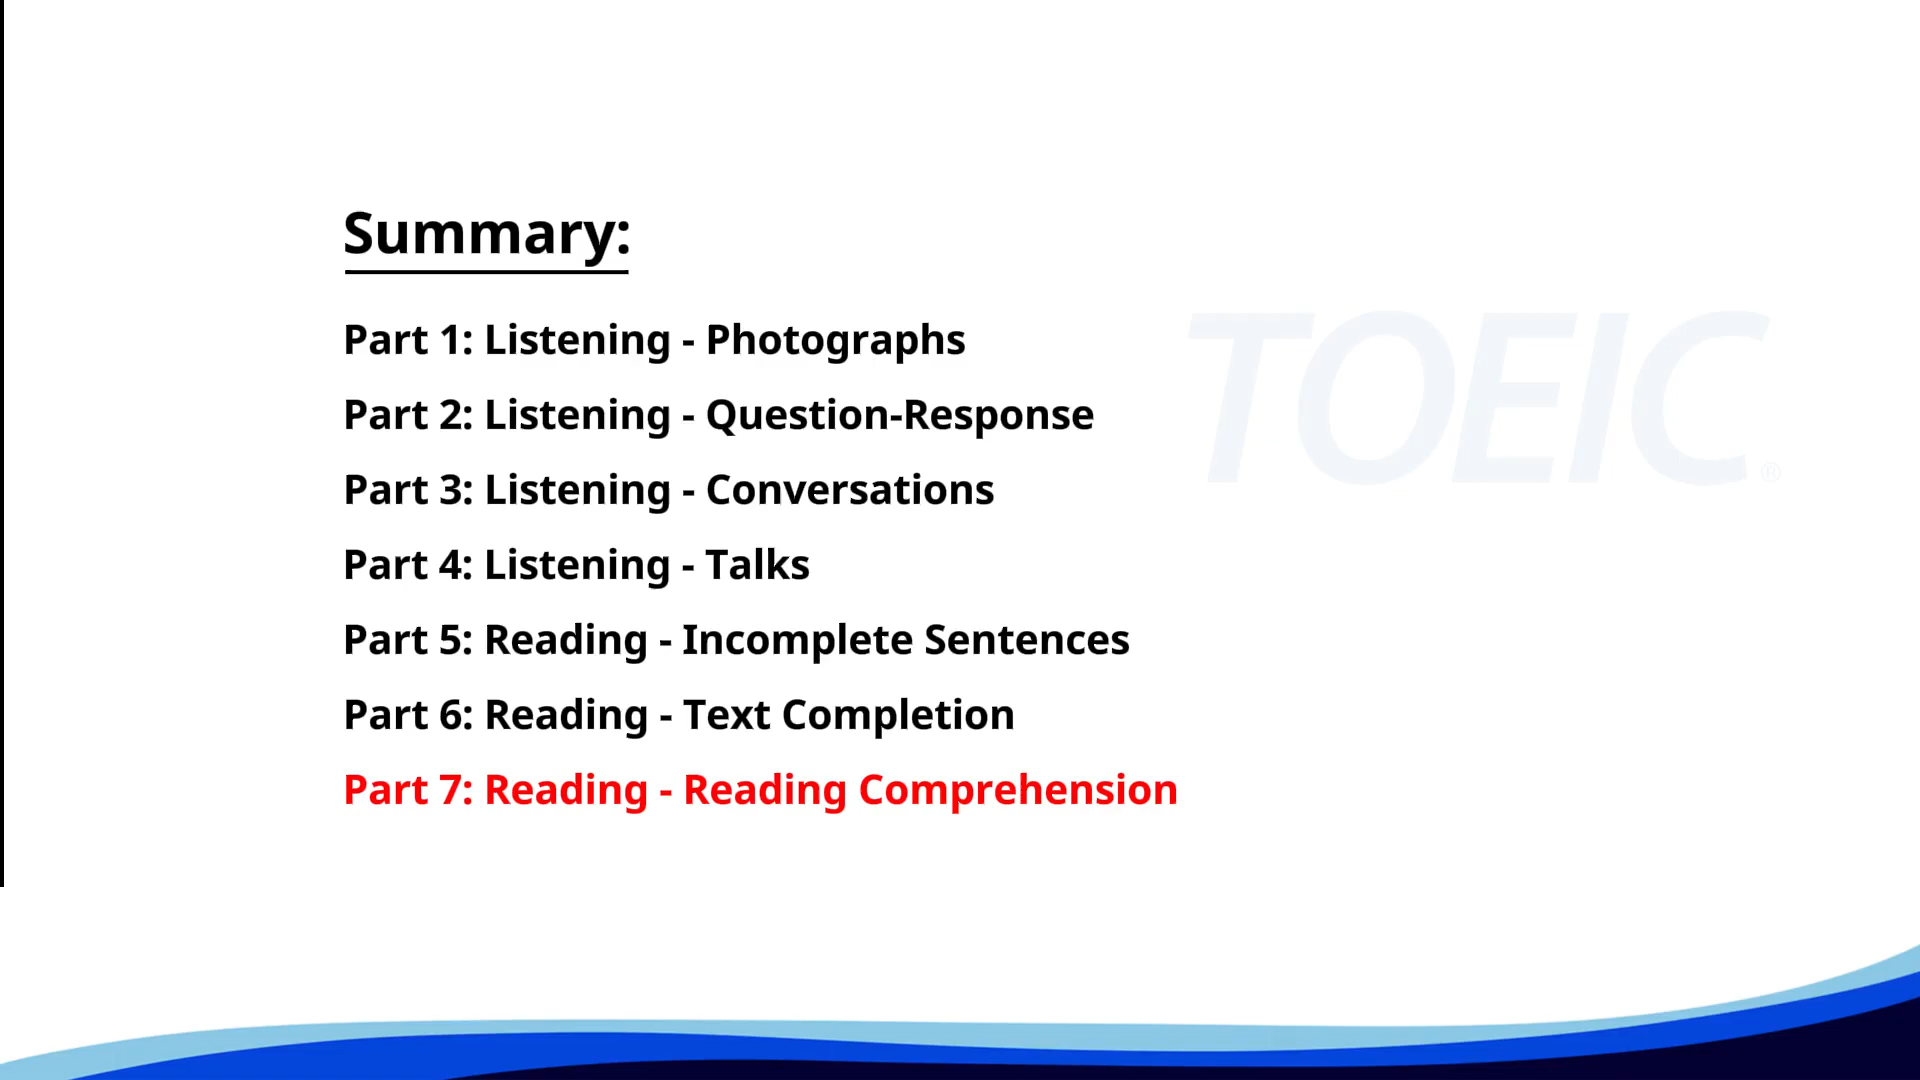 Summary:
Part 1: Listening - Photographs
Part 2: Listening - Question-Response
Part 3: Listening - Conversations
Part 4: Listening - Talks
Part 5: Reading - Incomplete Sentences
Part 6: Reading - Text Completion
Part 7: Reading - Reading Comprehension
TOEIC®